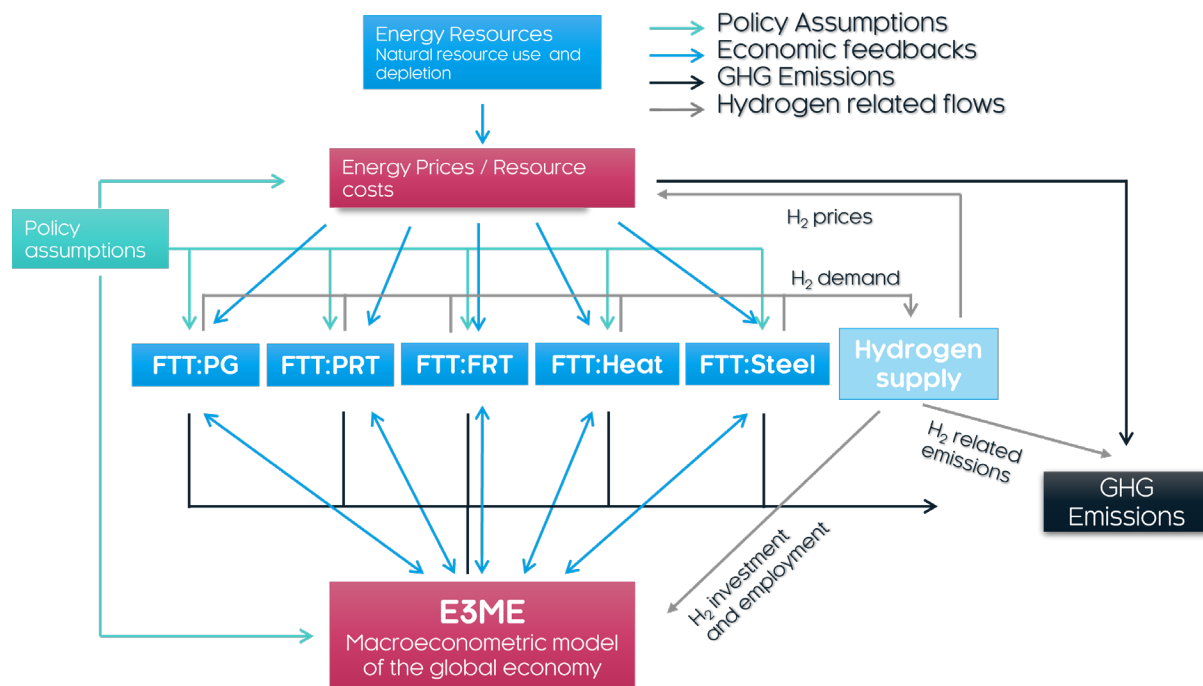 Energy Resources
Natural resource use and
depletion
Policy Assumptions
Economic feedbacks
GHG Emissions
Hydrogen related flows
Energy Prices / Resource
costs
Policy
assumptions
H₂ prices
H₂ demand
FTT:PG
FTT:PRT
FTT:FRT
FTT:Heat
FTT:Steel
Hydrogen
supply
H₂ related
emissions
GHG
Emissions
H₂ investment
and employment
E3ME
Macroeconometric model
of the global economy